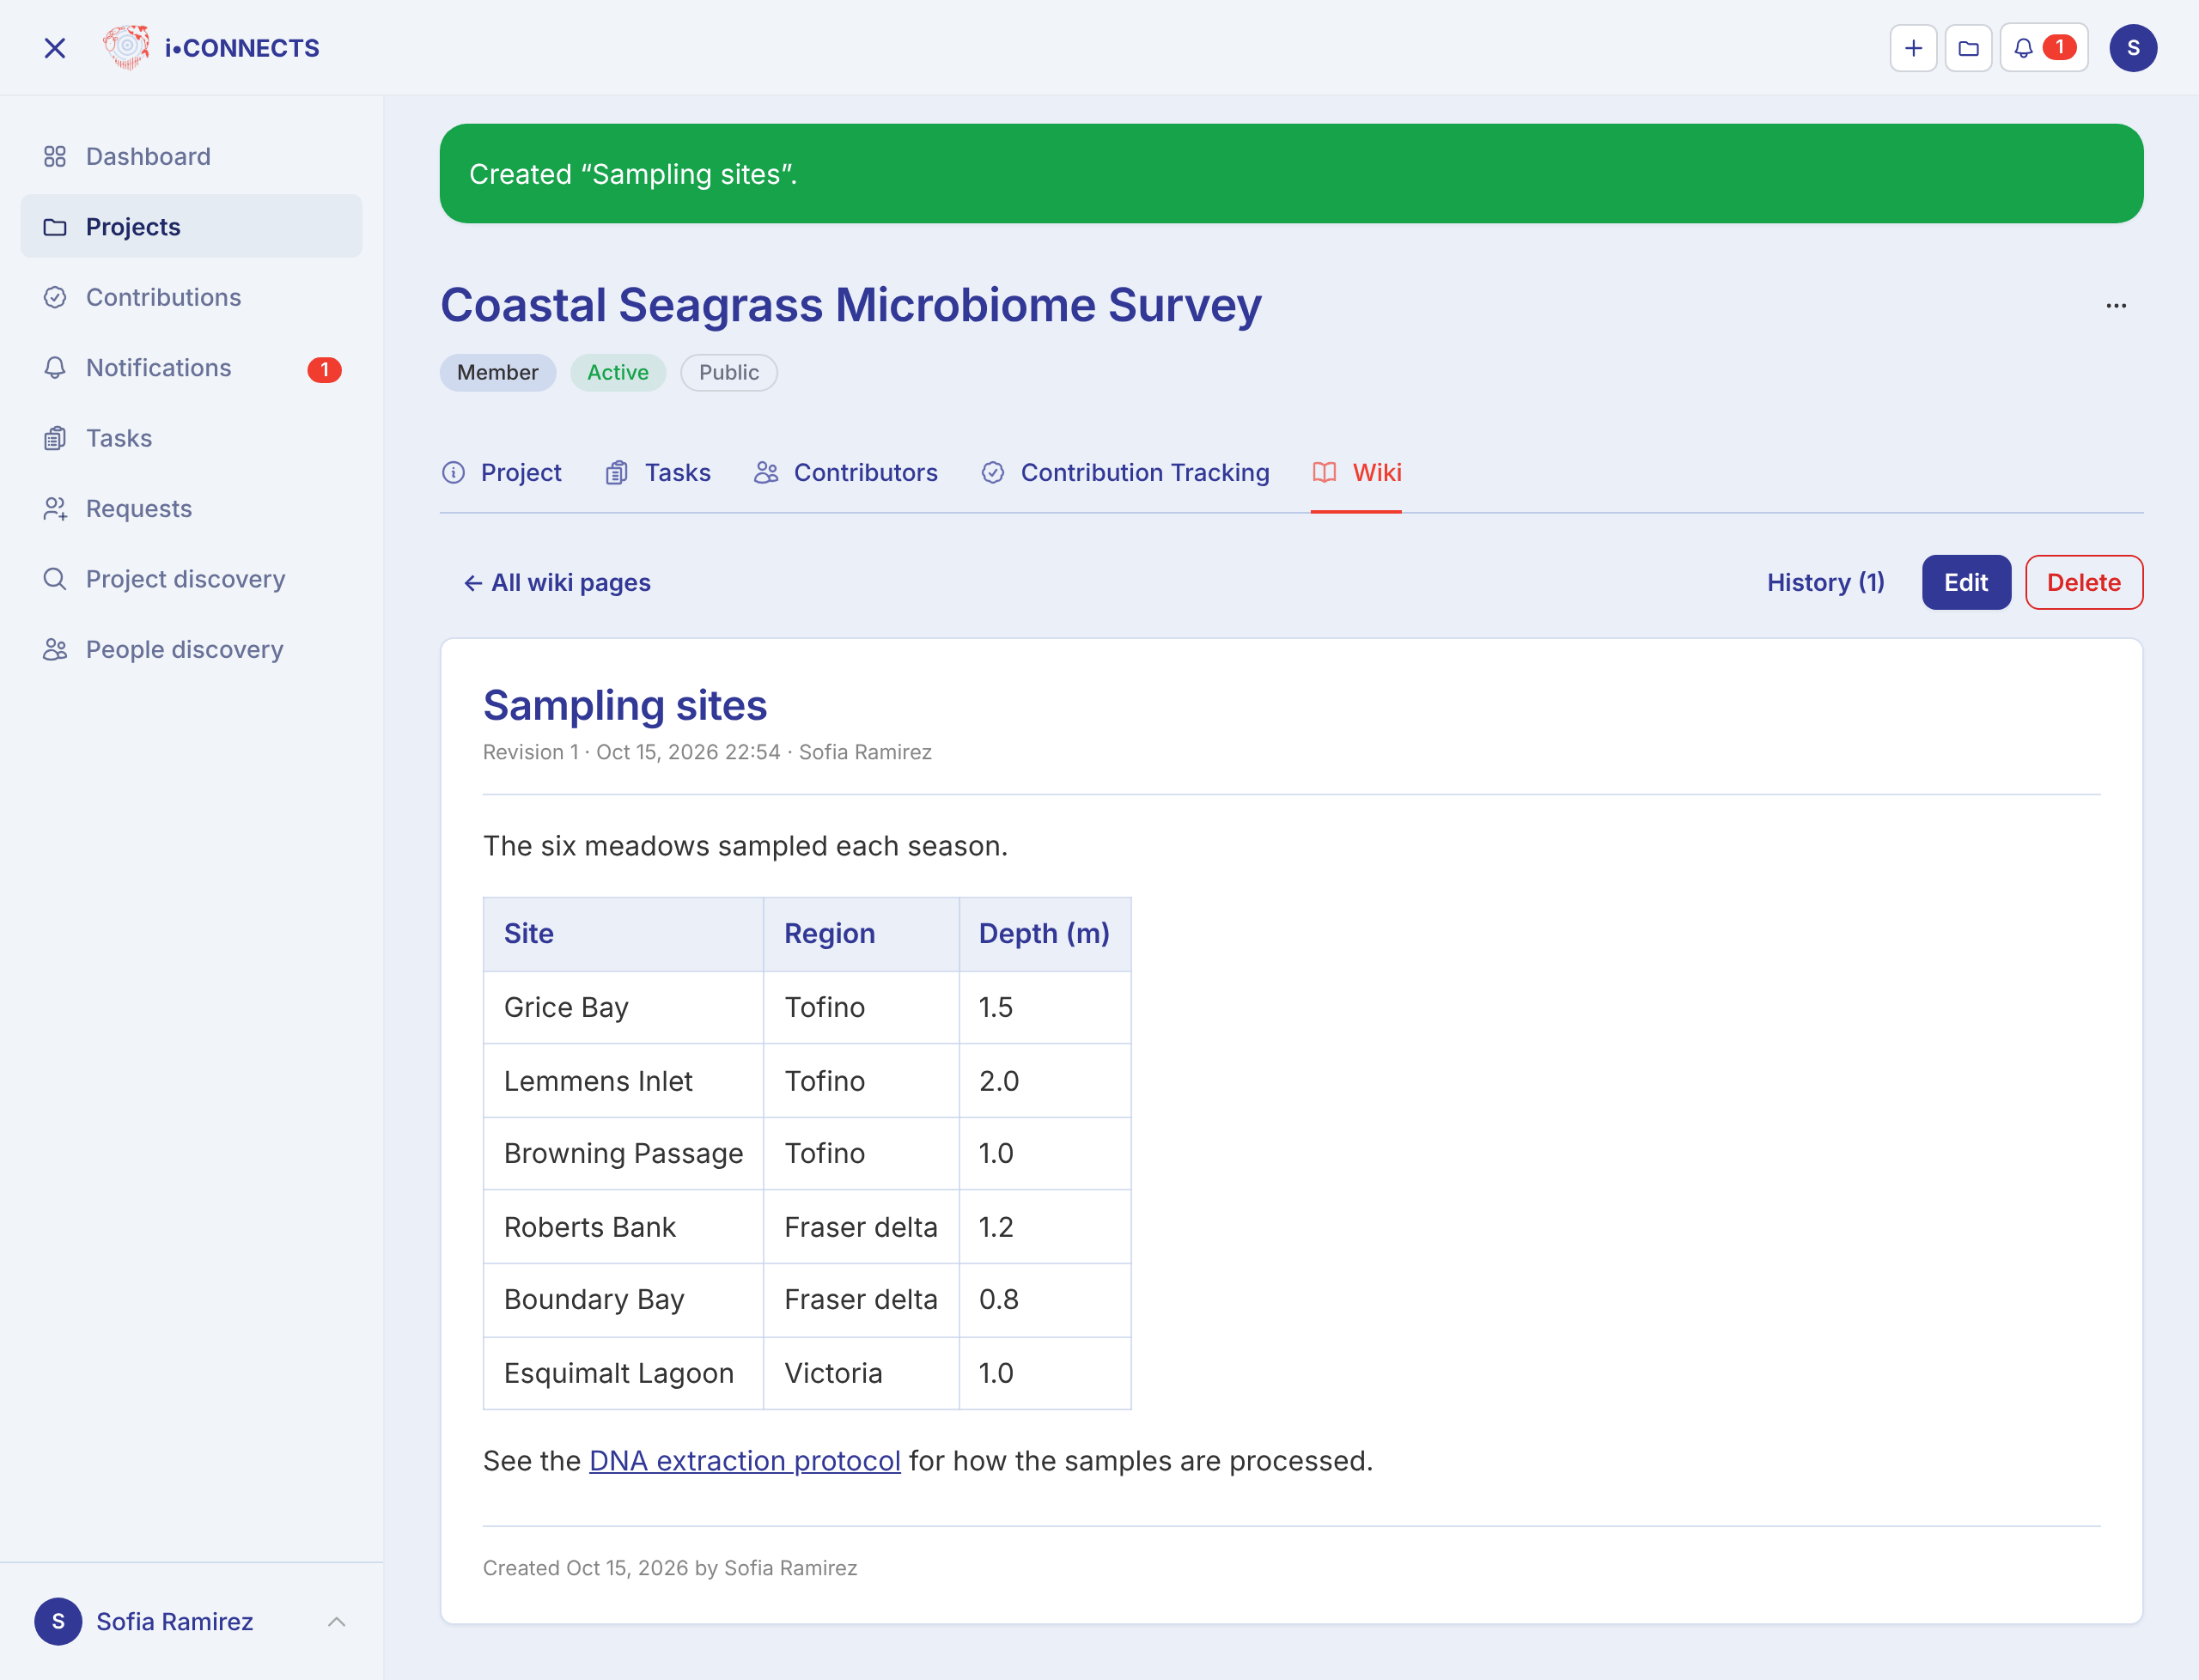 i•CONNECTS
1
S
Dashboard
Projects
Contributions
Notifications 1
Tasks
Requests
Project discovery
People discovery
Created “Sampling sites”.
Coastal Seagrass Microbiome Survey
Member Active Public
Project Tasks Contributors Contribution Tracking Wiki
← All wiki pages History (1) Edit Delete
Sampling sites
Revision 1 · Oct 15, 2026 22:54 · Sofia Ramirez
The six meadows sampled each season.
Site Region Depth (m)
Grice Bay Tofino 1.5
Lemmens Inlet Tofino 2.0
Browning Passage Tofino 1.0
Roberts Bank Fraser delta 1.2
Boundary Bay Fraser delta 0.8
Esquimalt Lagoon Victoria 1.0
See the DNA extraction protocol for how the samples are processed.
Created Oct 15, 2026 by Sofia Ramirez
S Sofia Ramirez